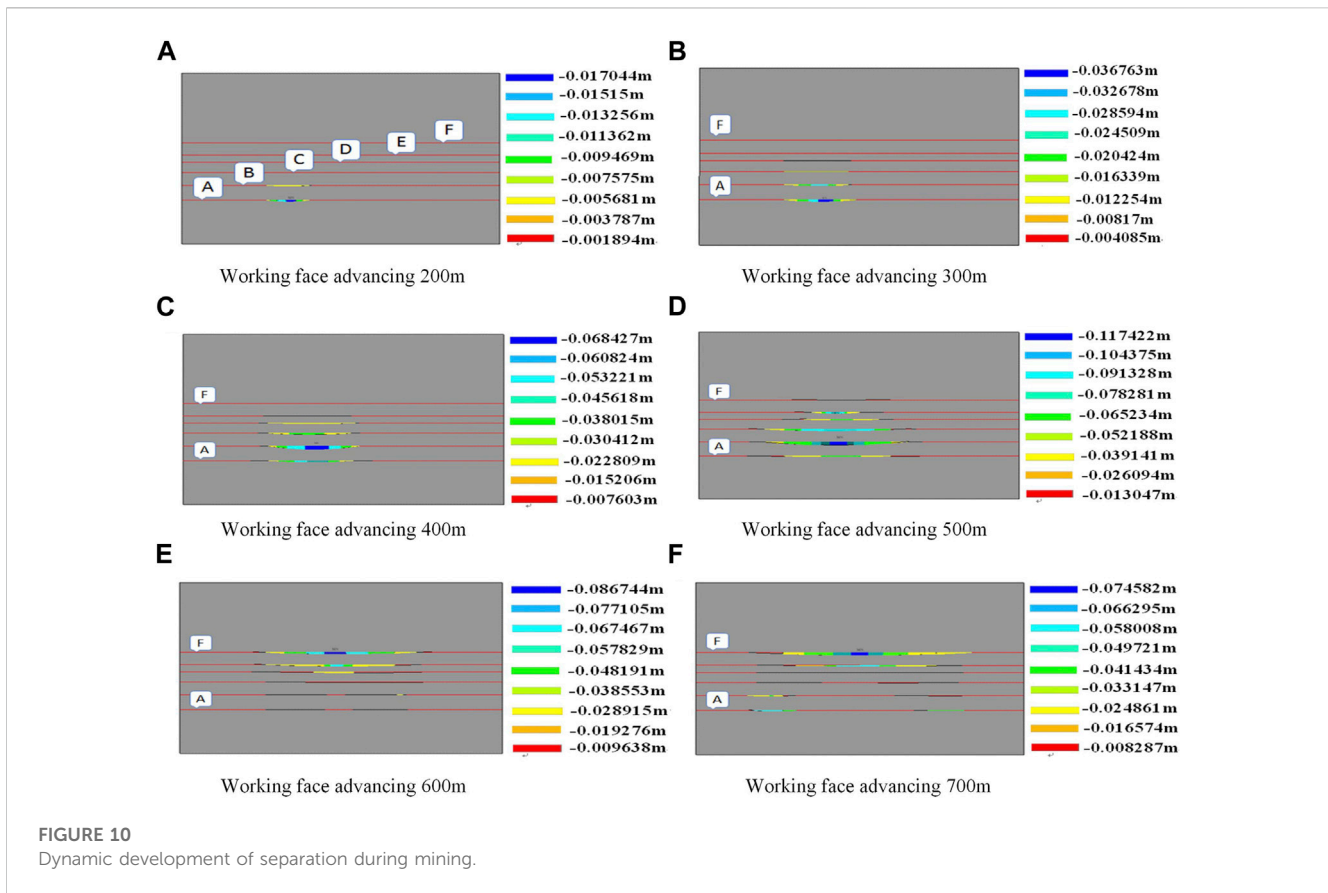 A
A
B
C
D
E
F
-0.017044m
-0.01515m
-0.013256m
-0.011362m
-0.009469m
-0.007575m
-0.005681m
-0.003787m
-0.001894m
Working face advancing 200m
B
F
A
-0.036763m
-0.032678m
-0.028594m
-0.024509m
-0.020424m
-0.016339m
-0.012254m
-0.00817m
-0.004085m
Working face advancing 300m
C
F
A
-0.068427m
-0.060824m
-0.053221m
-0.045618m
-0.038015m
-0.030412m
-0.022809m
-0.015206m
-0.007603m
Working face advancing 400m
D
F
A
-0.117422m
-0.104375m
-0.091328m
-0.078281m
-0.065234m
-0.052188m
-0.039141m
-0.026094m
-0.013047m
Working face advancing 500m
E
F
A
-0.086744m
-0.077105m
-0.067467m
-0.057829m
-0.048191m
-0.038553m
-0.028915m
-0.019276m
-0.009638m
Working face advancing 600m
F
F
A
-0.074582m
-0.066295m
-0.058008m
-0.049721m
-0.041434m
-0.033147m
-0.024861m
-0.016574m
-0.008287m
Working face advancing 700m
FIGURE 10
Dynamic development of separation during mining.